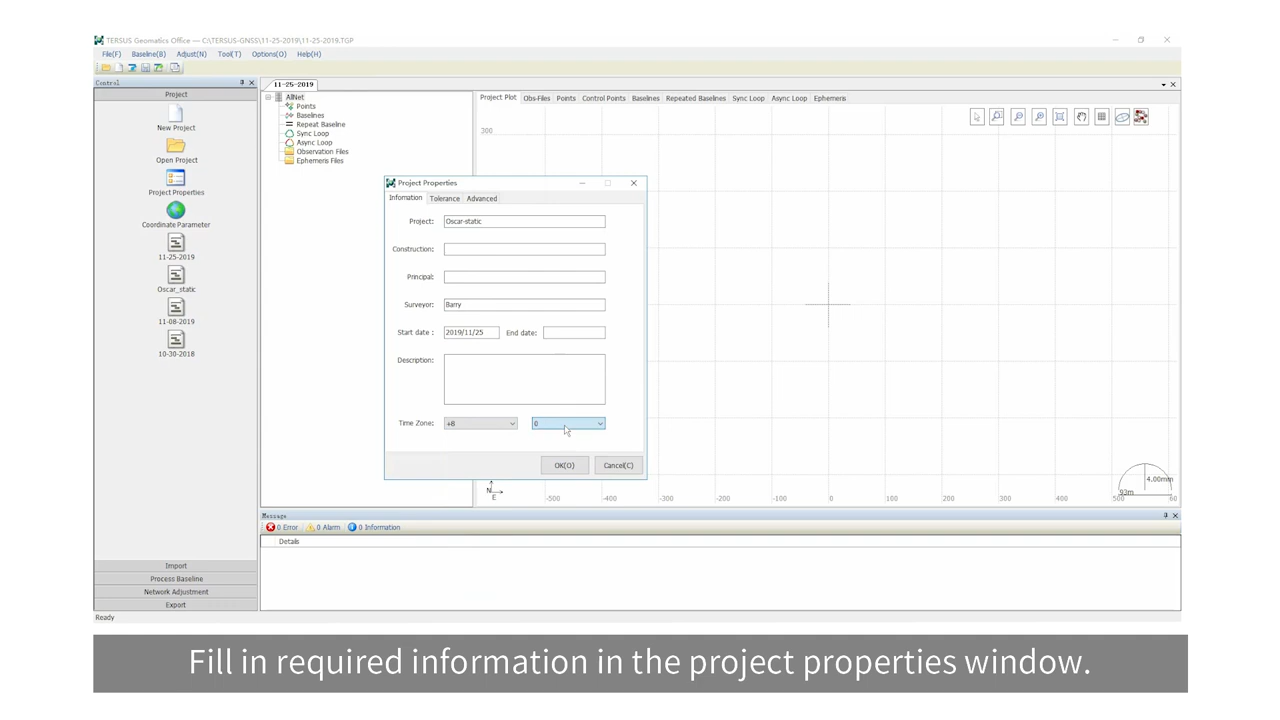 TERSUS Geomatics Office — C:\TERSUS-GNSS\11-25-2019\11-25-2019.TGP
File(F) Baseline(B) Adjust(N) Tool(T) Options(O) Help(H)
Control
Project
New Project
Open Project
Project Properties
Coordinate Parameter
11-25-2019
Oscar_static
11-08-2019
10-30-2018
Import
Process Baseline
Network Adjustment
Export
Ready
11-25-2019
AllNet
Points
Baselines
Repeat Baseline
Sync Loop
Async Loop
Observation Files
Ephemeris Files
Project Plot Obs-Files Points Control Points Baselines Repeated Baselines Sync Loop Async Loop Ephemeris
300
Project Properties
Infomation Tolerance Advanced
Project: Oscar-static
Construction:
Principal:
Surveyor: Barry
Start date : 2019/11/25 End date:
Description:
Time Zone: +8 0
OK(O) Cancel(C)
N
E
-500 -400 -300 -200 -100 0 100 200 300 400 500 60
4.00mm
93m
Message
0 Error 0 Alarm 0 Information
Details
Fill in required information in the project properties window.